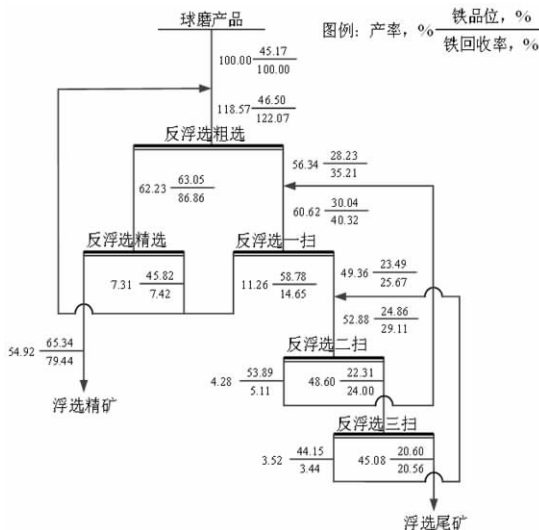 球磨产品
图例：产率，% 铁品位，%
铁回收率，%
100.00 45.17
100.00
118.57 46.50
122.07
反浮选粗选
56.34 28.23
35.21
62.23 63.05
86.86
60.62 30.04
40.32
反浮选精选
反浮选一扫
7.31 45.82
7.42
11.26 58.78
14.65
49.36 23.49
25.67
52.88 24.86
29.11
54.92 65.34
79.44
反浮选二扫
4.28 53.89
5.11
48.60 22.31
24.00
浮选精矿
反浮选三扫
3.52 44.15
3.44
45.08 20.60
20.56
浮选尾矿